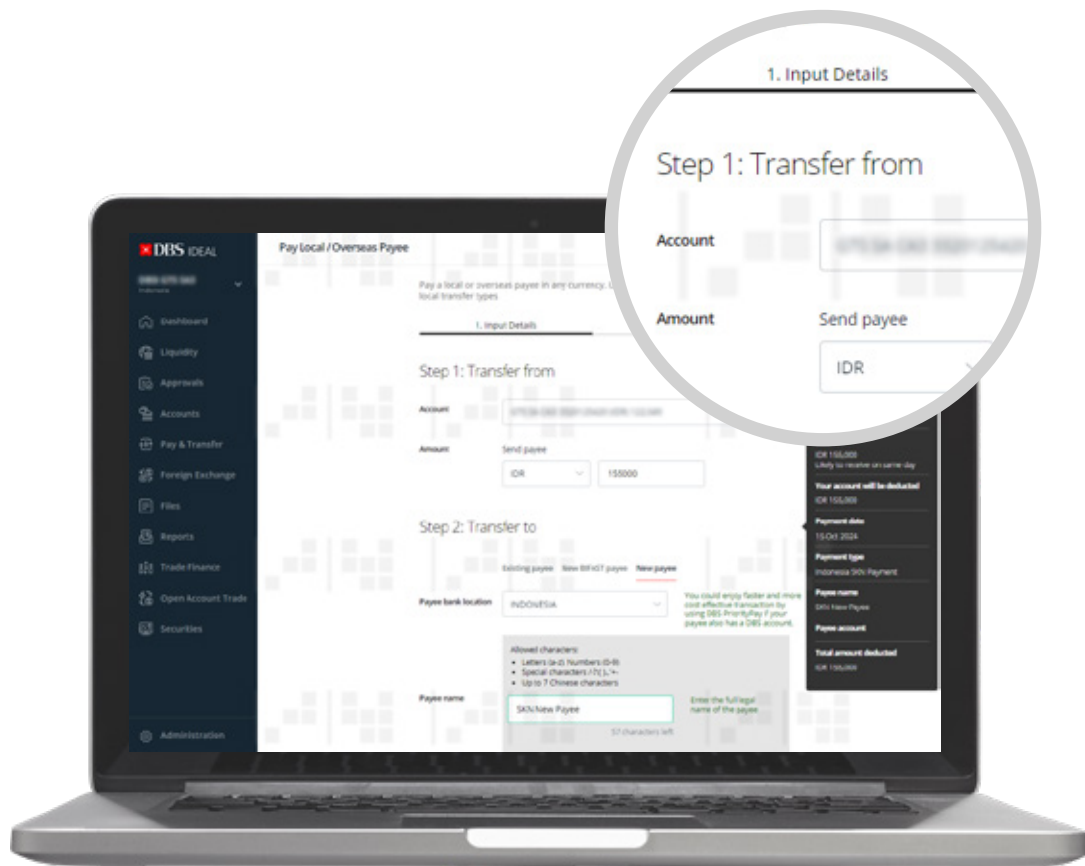 1. Input Details
Step 1: Transfer from
Account
Amount
Send payee
IDR
DBS IDEAL
Indonesia
Dashboard
Liquidity
Approvals
Accounts
Pay & Transfer
Foreign Exchange
Files
Reports
Trade Finance
Open Account Trade
Securities
Administration
Pay Local / Overseas Payee
Pay a local or overseas payee in any currency.
local transfer types
1. Input Details
Step 1: Transfer from
Account
Amount
Send payee
IDR
155000
Step 2: Transfer to
Existing payee New BIFAST payee New payee
Payee bank location
INDONESIA
You could enjoy faster and more
cost effective transaction by
using DBS PriorityPay if your
payee also has a DBS account.
Allowed characters:
• Letters (a-z), Numbers (0-9)
• Special characters
• Up to 7 Chinese characters
Payee name
SKN New Payee
Enter the full legal
name of the payee
57 characters left
IDR 155,000
Likely to receive on same day
Your account will be deducted
IDR 155,000
Payment date
15 Oct 2024
Payment type
Indonesia SKN Payment
Payee name
SKN New Payee
Payee account
Total amount deducted
IDR 155,000